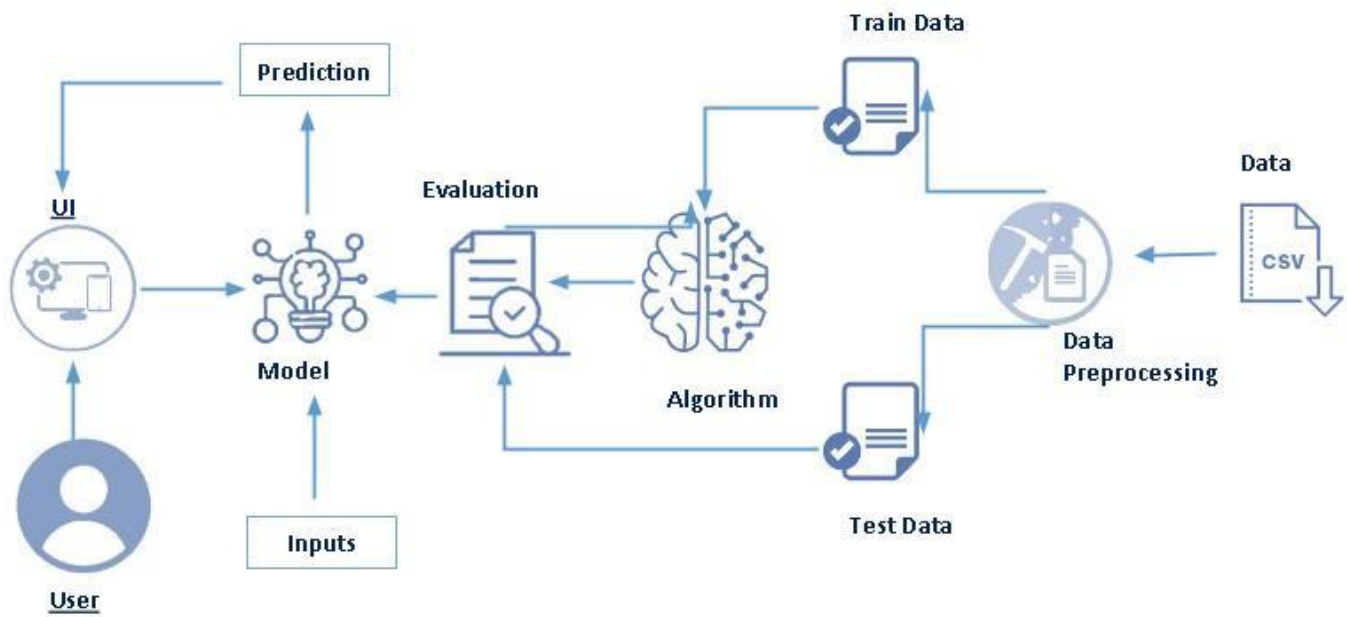 Train Data
Prediction
Data
Evaluation
UI
CSV
Model
Data
Preprocessing
Algorithm
Test Data
Inputs
User